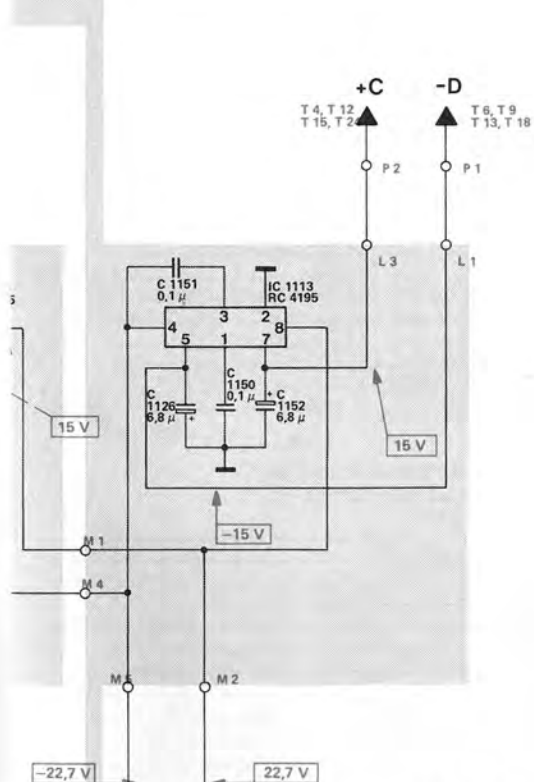 +C -D
T 4, T 12 T 6, T 9
T 15, T 24 T 13, T 18
P 2 P 1
L 3 L 1
C 1151 IC 1113
0,1 µ RC 4195
3 2
4 8
5 1 7
C C C
1126 1150 1152
6,8 µ 0,1 µ 6,8 µ
+ +
15 V 15 V
-15 V
M 1
M 4
M 5 M 2
-22,7 V 22,7 V